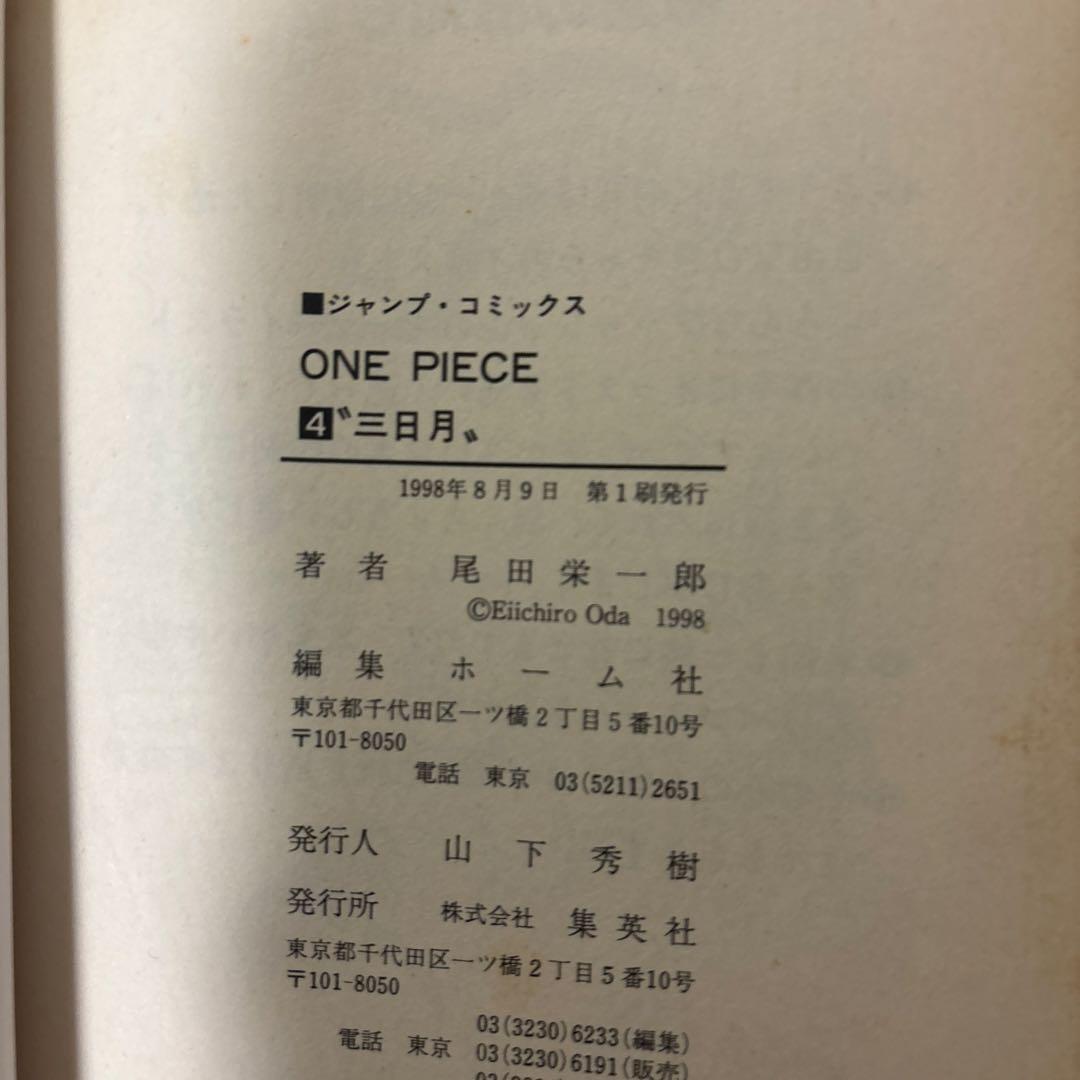 ■ジャンプ・コミックス
ONE PIECE
4〝三日月〟
1998年8月9日 第1刷発行
著者 尾田栄一郎
©Eiichiro Oda 1998
編集 ホーム社
東京都千代田区一ツ橋2丁目5番10号
〒101-8050
電話 東京 03(5211)2651
発行人 山下秀樹
発行所 株式会社 集英社
東京都千代田区一ツ橋2丁目5番10号
〒101-8050
03(3230)6233(編集)
電話 東京 03(3230)6191(販売)